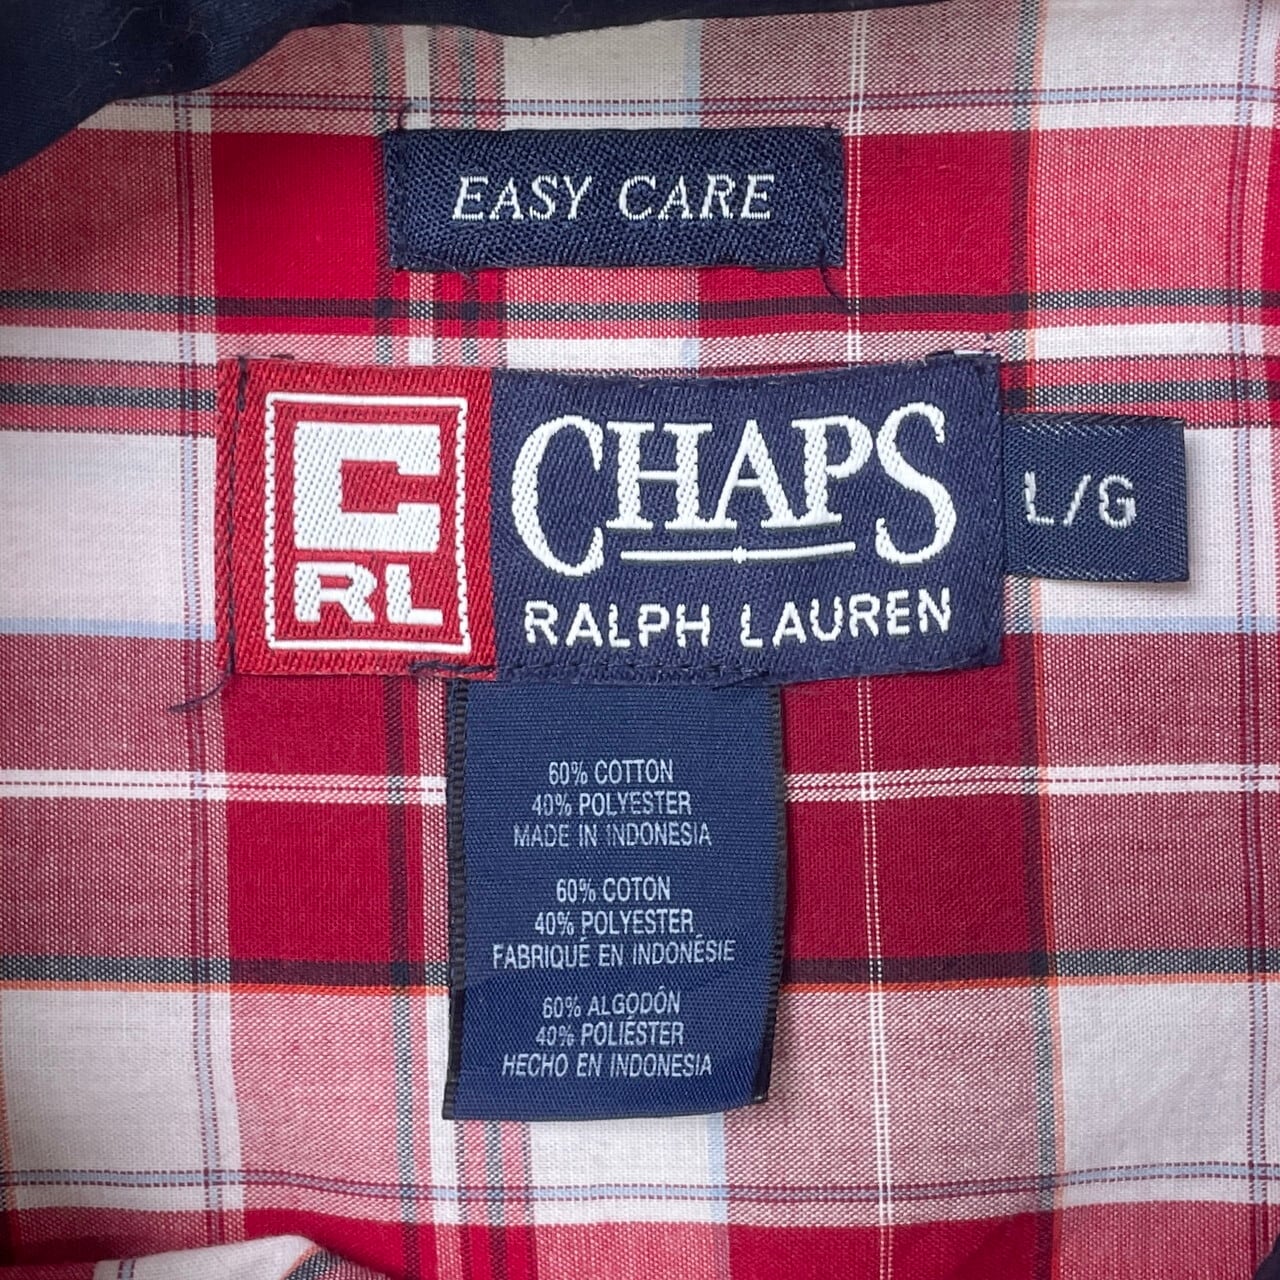 EASY CARE
C
RL
CHAPS
RALPH LAUREN
L/G
60% COTTON
40% POLYESTER
MADE IN INDONESIA
60% COTON
40% POLYESTER
FABRIQUÉ EN INDONÉSIE
60% ALGODÓN
40% POLIÉSTER
HECHO EN INDONESIA